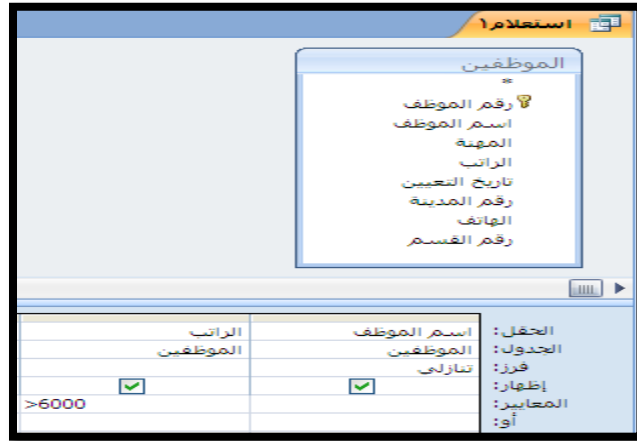 استعلام١
الموظفين
*
رقم الموظف
اسم الموظف
المهنة
الراتب
تاريخ التعيين
رقم المدينة
الهاتف
رقم القسم
الحقل: اسم الموظف الراتب
الجدول: الموظفين الموظفين
فرز: تنازلي
إظهار:
المعايير: >6000
أو: